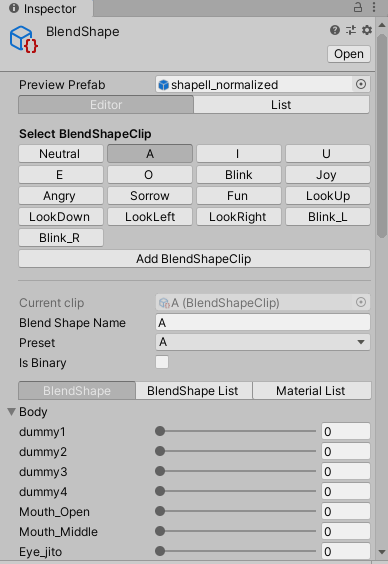 Inspector
BlendShape
Open
Preview Prefab shapell_normalized
Editor List
Select BlendShapeClip
Neutral A I U
E O Blink Joy
Angry Sorrow Fun LookUp
LookDown LookLeft LookRight Blink_L
Blink_R
Add BlendShapeClip
Current clip A (BlendShapeClip)
Blend Shape Name A
Preset A
Is Binary
BlendShape BlendShape List Material List
Body
dummy1 0
dummy2 0
dummy3 0
dummy4 0
Mouth_Open 0
Mouth_Middle 0
Eye_jito 0